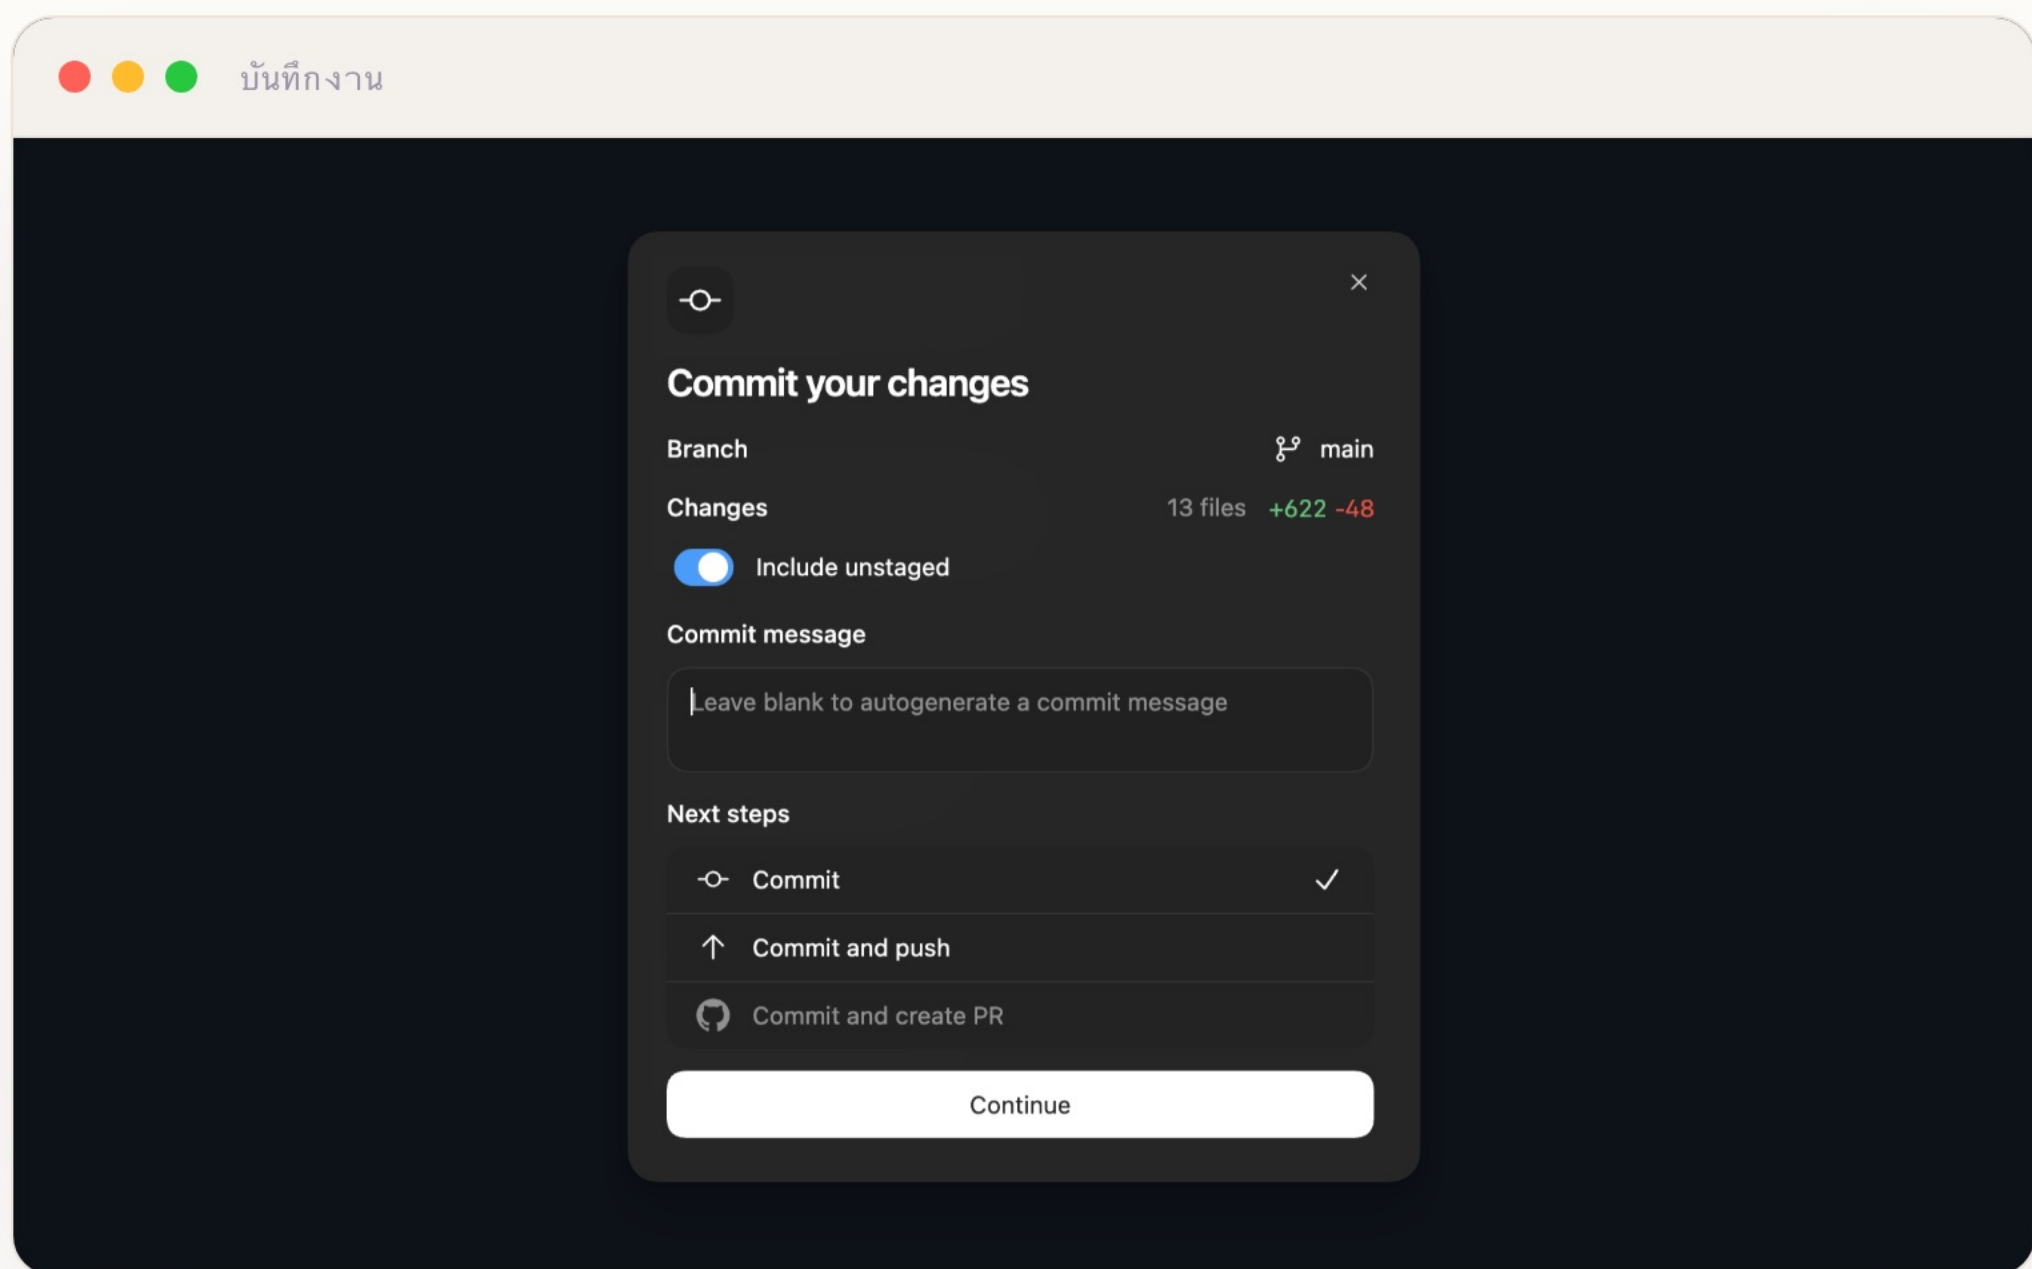 บันทึกงาน
Commit your changes
Branch main
Changes 13 files +622 -48
Include unstaged
Commit message
Leave blank to autogenerate a commit message
Next steps
Commit
Commit and push
Commit and create PR
Continue